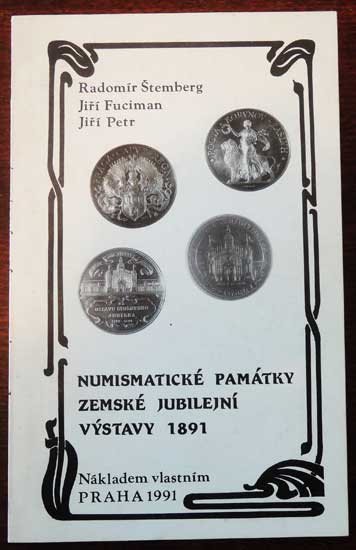 Radomír Štemberg
Jiří Fuciman
Jiří Petr
NUMISMATICKÉ PAMÁTKY
ZEMSKÉ JUBILEJNÍ
VÝSTAVY 1891
Nákladem vlastním
PRAHA 1991